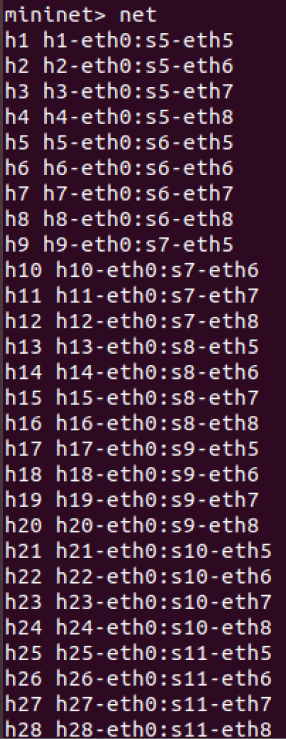 mininet> net
h1 h1-eth0:s5-eth5
h2 h2-eth0:s5-eth6
h3 h3-eth0:s5-eth7
h4 h4-eth0:s5-eth8
h5 h5-eth0:s6-eth5
h6 h6-eth0:s6-eth6
h7 h7-eth0:s6-eth7
h8 h8-eth0:s6-eth8
h9 h9-eth0:s7-eth5
h10 h10-eth0:s7-eth6
h11 h11-eth0:s7-eth7
h12 h12-eth0:s7-eth8
h13 h13-eth0:s8-eth5
h14 h14-eth0:s8-eth6
h15 h15-eth0:s8-eth7
h16 h16-eth0:s8-eth8
h17 h17-eth0:s9-eth5
h18 h18-eth0:s9-eth6
h19 h19-eth0:s9-eth7
h20 h20-eth0:s9-eth8
h21 h21-eth0:s10-eth5
h22 h22-eth0:s10-eth6
h23 h23-eth0:s10-eth7
h24 h24-eth0:s10-eth8
h25 h25-eth0:s11-eth5
h26 h26-eth0:s11-eth6
h27 h27-eth0:s11-eth7
h28 h28-eth0:s11-eth8